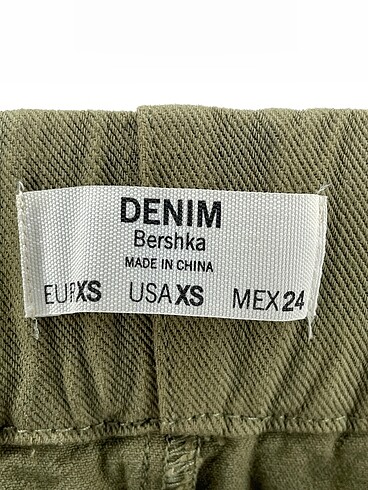 DENIM
Bershka
MADE IN CHINA
EUR XS USA XS MEX 24